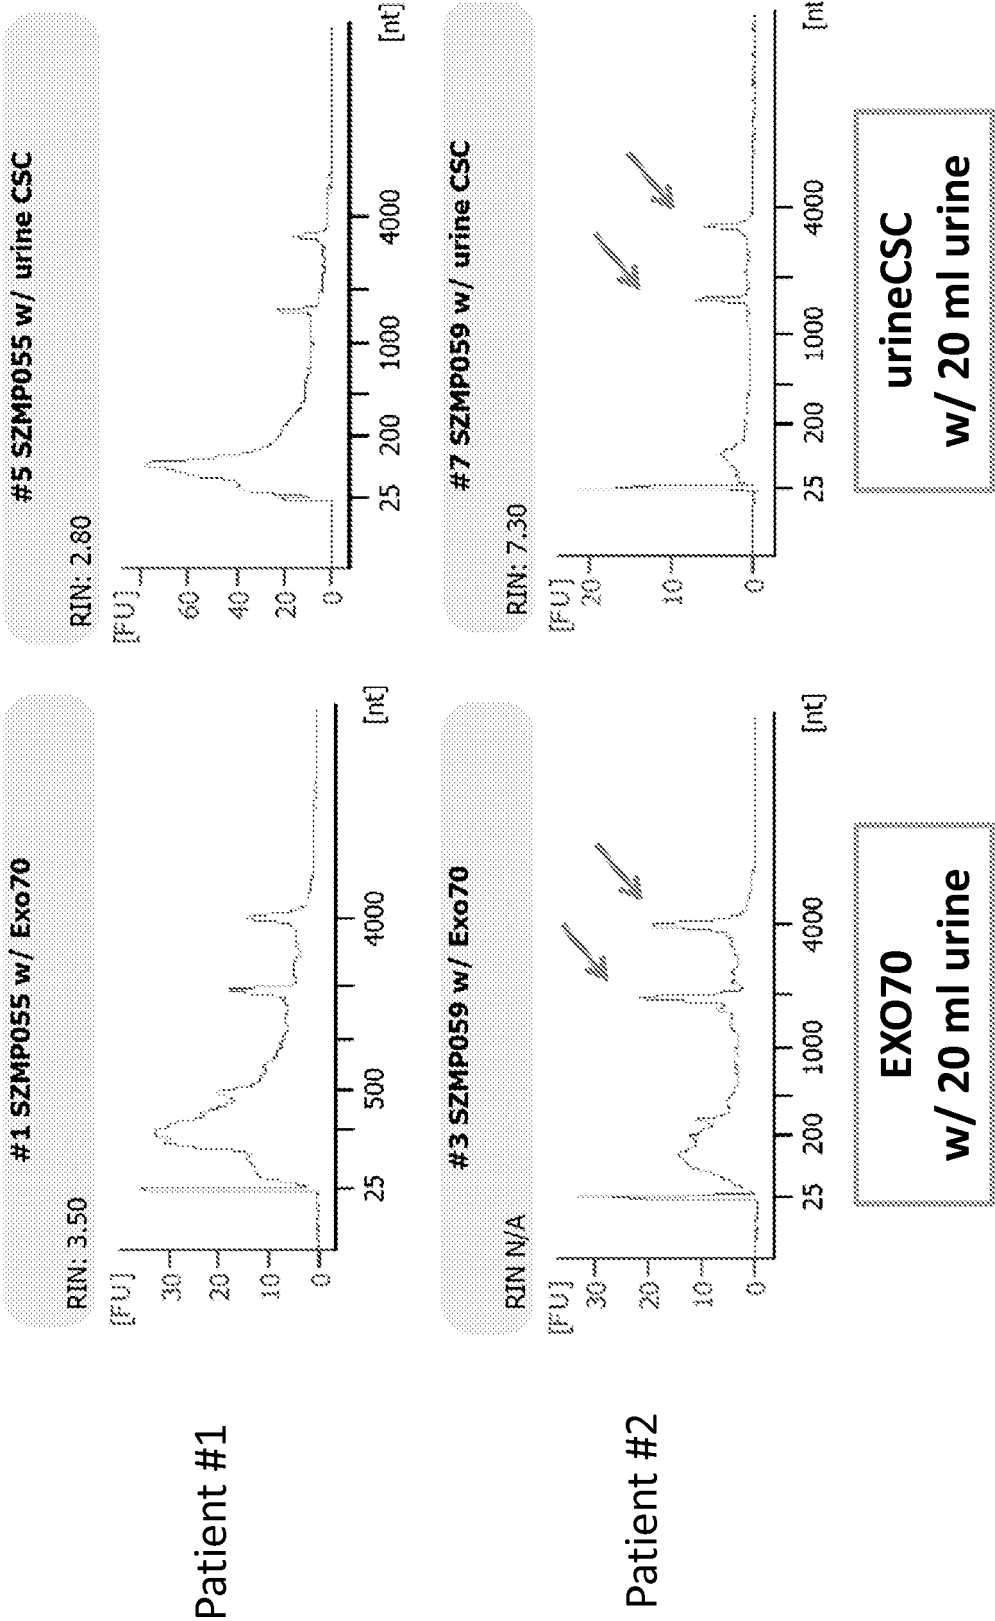 Patient #1
#1 SZMP055 w/ Exo70
RIN: 3.50
[FU]
30
20
10
0
25
500
4000
[nt]
#5 SZMP055 w/ urine CSC
RIN: 2.80
[FU]
60
40
20
0
25
200
1000
4000
[nt]
Patient #2
#3 SZMP059 w/ Exo70
RIN N/A
[FU]
30
20
10
0
25
200
1000
4000
[nt]
#7 SZMP059 w/ urine CSC
RIN: 7.30
[FU]
20
10
0
25
200
1000
4000
[nt
EXO70
w/ 20 ml urine
urineCSC
w/ 20 ml urine